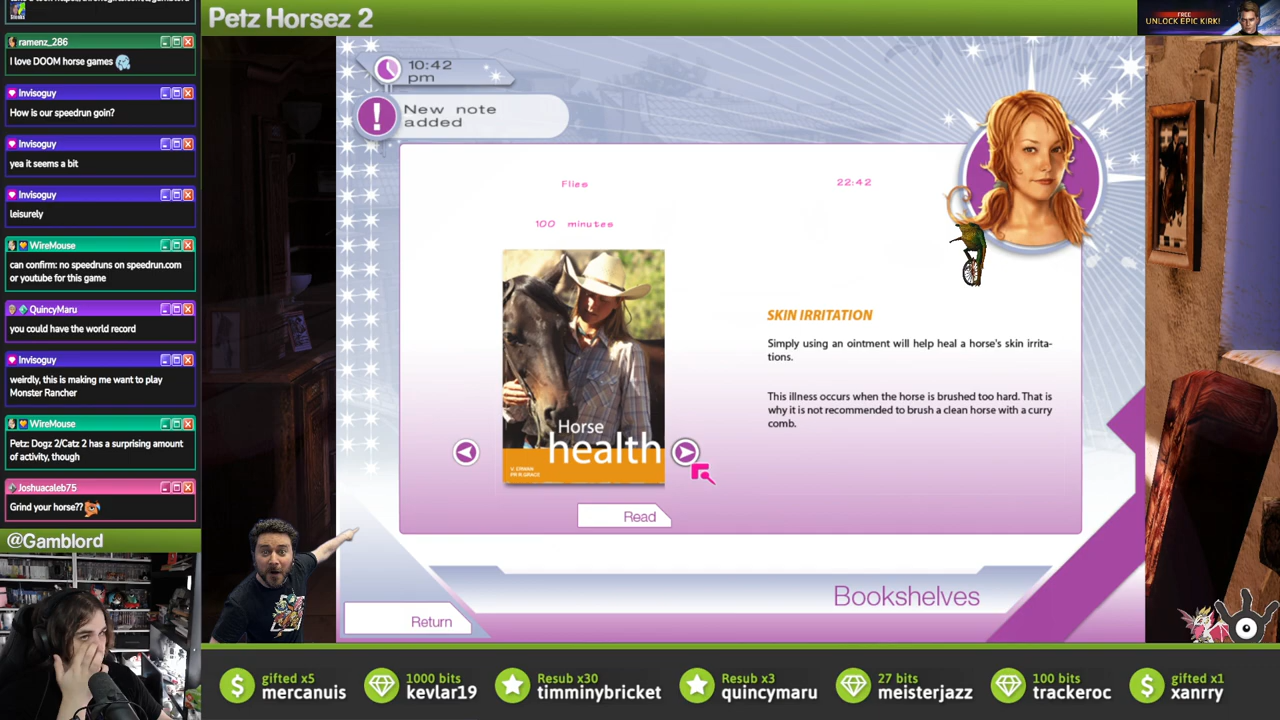 Petz Horsez 2
FREE
UNLOCK EPIC KIRK!
ramenz_286
I love DOOM horse games
Invisoguy
How is our speedrun goin?
Invisoguy
yea it seems a bit
Invisoguy
leisurely
WireMouse
can confirm: no speedruns on speedrun.com
or youtube for this game
QuincyMaru
you could have the world record
Invisoguy
weirdly, this is making me want to play
Monster Rancher
WireMouse
Petz: Dogz 2/Catz 2 has a surprising amount
of activity, though
Joshuacaleb75
Grind your horse??
@Gamblord
10:42
pm
New note
added
Flies
22:42
100 minutes
Horse
health
V. ERMAN
PR R.GRACE
SKIN IRRITATION
Simply using an ointment will help heal a horse's skin irrita-
tions.
This illness occurs when the horse is brushed too hard. That is
why it is not recommended to brush a clean horse with a curry
comb.
Read
Bookshelves
Return
gifted x5
mercanuis
1000 bits
kevlar19
Resub x30
timminybricket
Resub x3
quincymaru
27 bits
meisterjazz
100 bits
trackeroc
gifted x1
xanrry